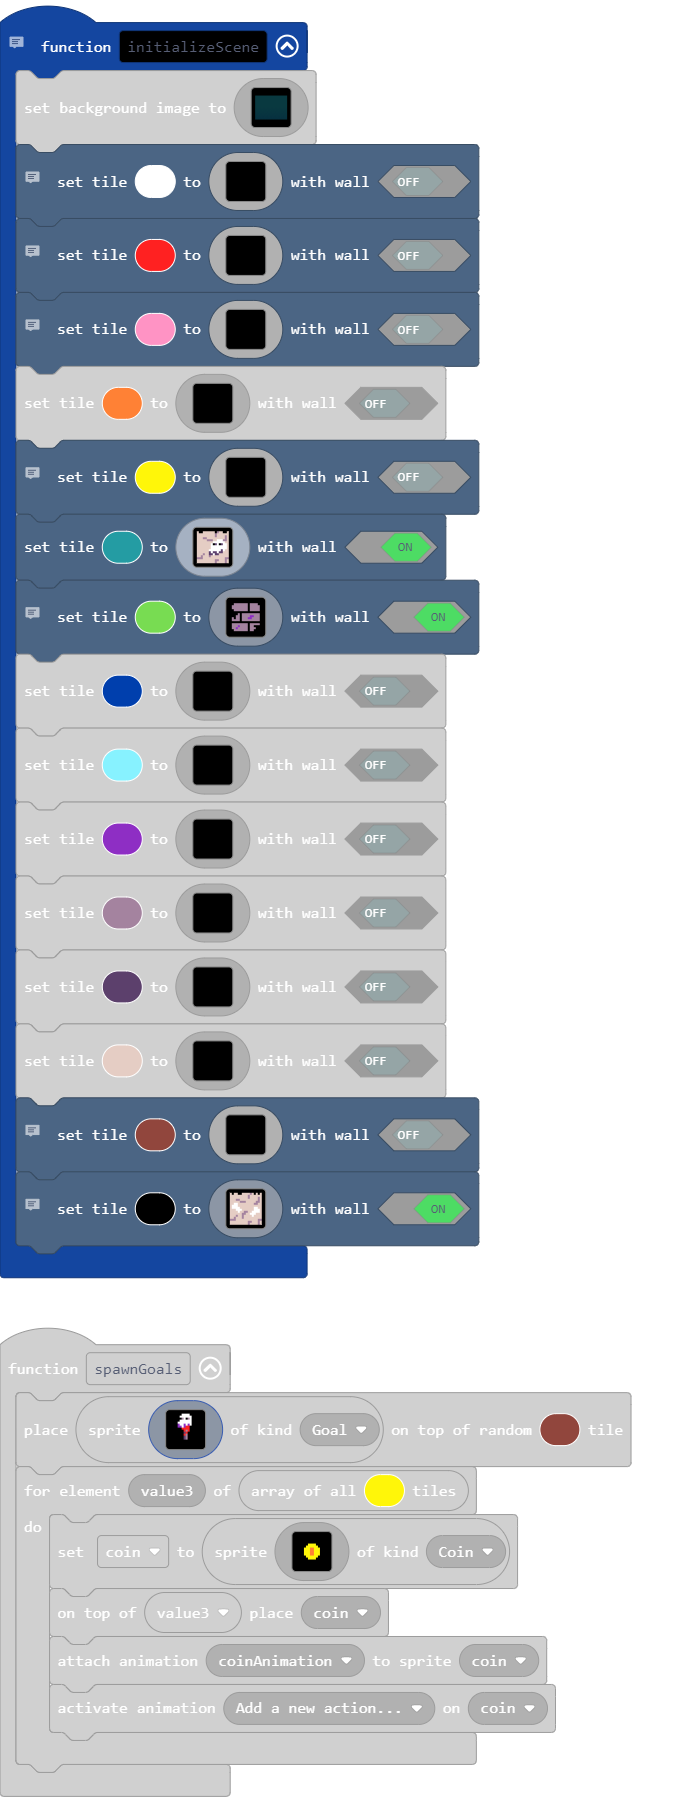 function initializeScene
set background image to
set tile to with wall OFF
set tile to with wall OFF
set tile to with wall OFF
set tile to with wall OFF
set tile to with wall OFF
set tile to with wall ON
set tile to with wall ON
set tile to with wall OFF
set tile to with wall OFF
set tile to with wall OFF
set tile to with wall OFF
set tile to with wall OFF
set tile to with wall OFF
set tile to with wall OFF
set tile to with wall ON
function spawnGoals
place sprite of kind Goal on top of random tile
for element value3 of array of all tiles
do
set coin to sprite of kind Coin
on top of value3 place coin
attach animation coinAnimation to sprite coin
activate animation Add a new action... on coin